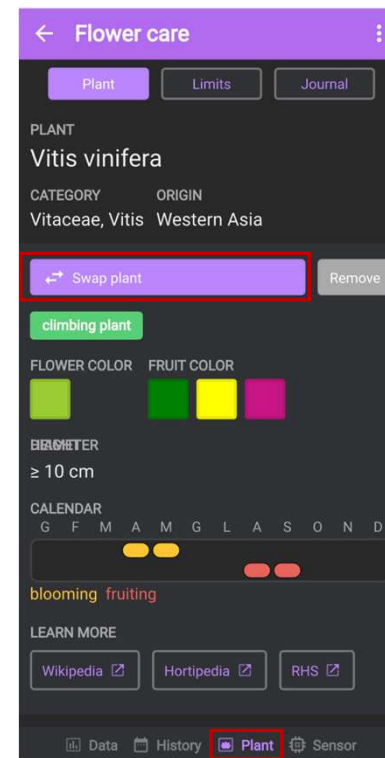 Flower care
Plant Limits Journal
PLANT
Vitis vinifera
CATEGORY ORIGIN
Vitaceae, Vitis Western Asia
Swap plant Remove
climbing plant
FLOWER COLOR FRUIT COLOR
≥ 10 cm
CALENDAR
G F M A M G L A S O N D
blooming fruiting
LEARN MORE
Wikipedia Hortipedia RHS
Data History Plant Sensor